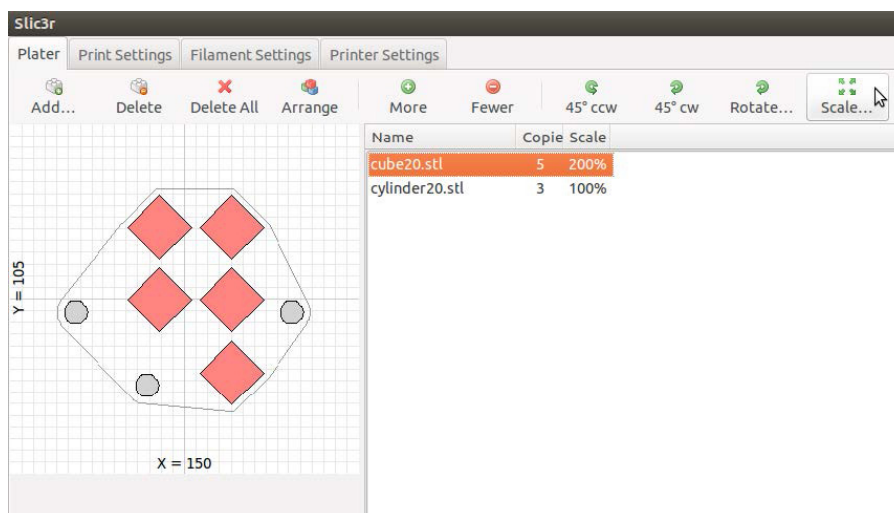 Slic3r
Plater Print Settings Filament Settings Printer Settings
Add... Delete Delete All Arrange More Fewer 45° ccw 45° cw Rotate... Scale...
Name Copie Scale
cube20.stl 5 200%
cylinder20.stl 3 100%
Y = 105
X = 150